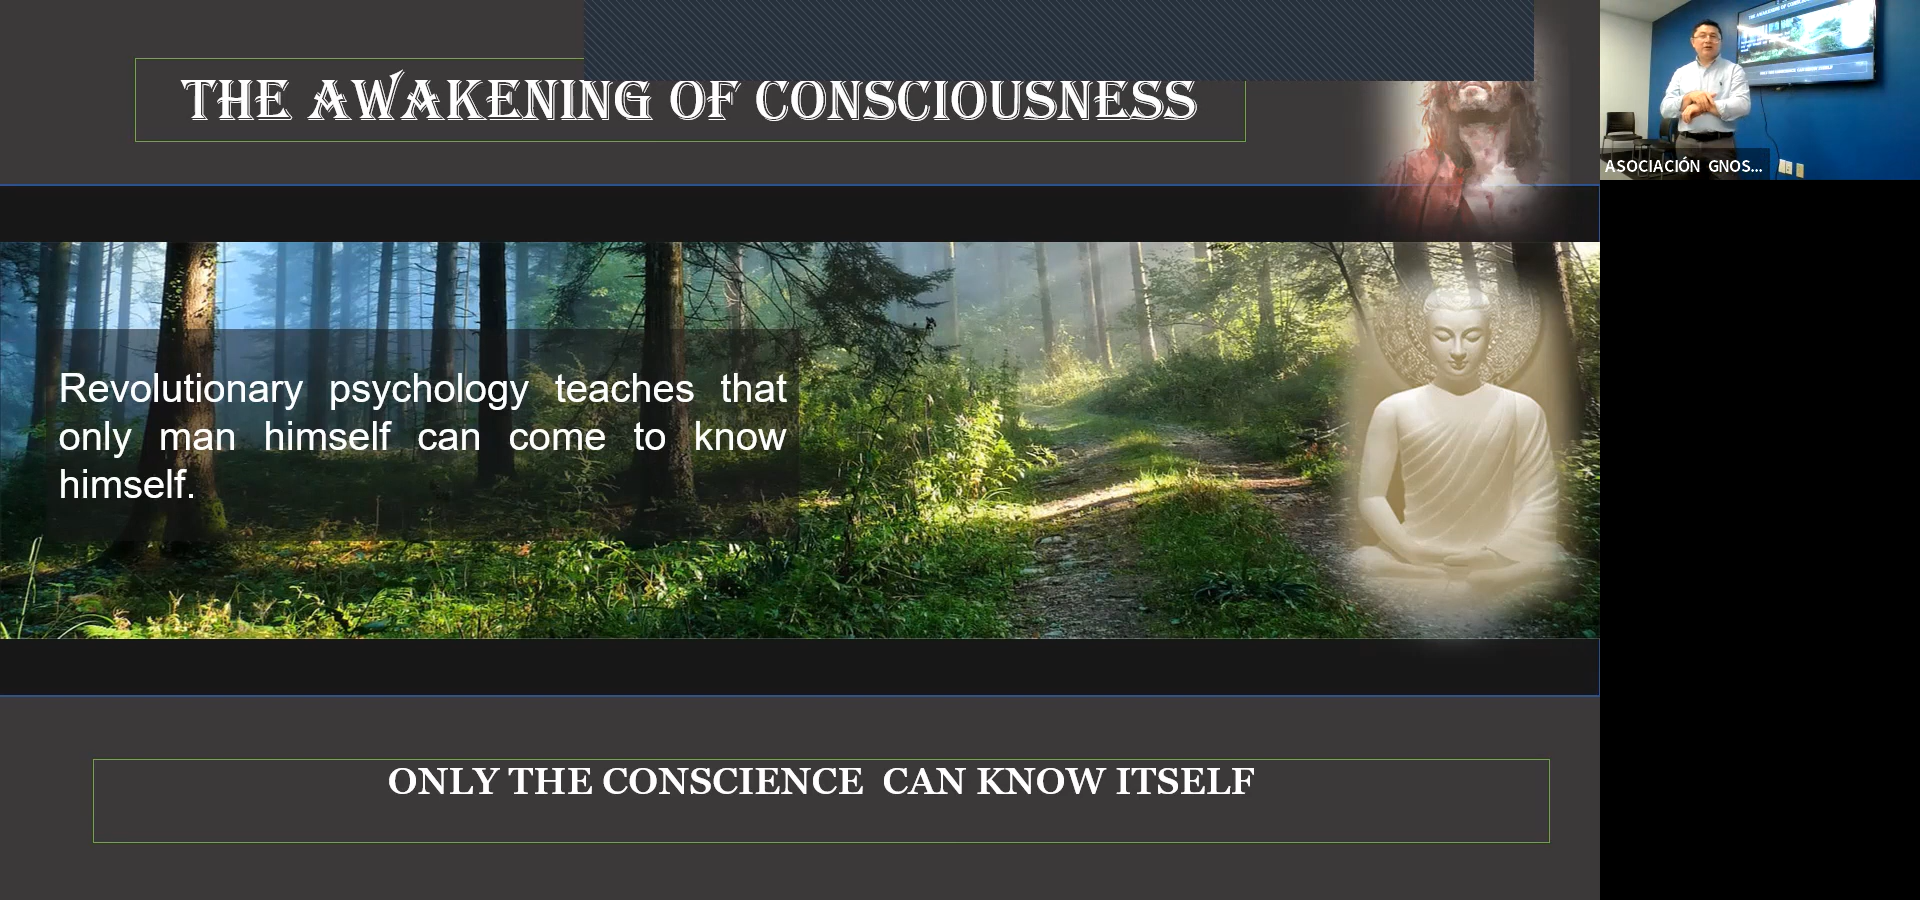 THE AWAKENING OF CONSCIOUSNESS
ASOCIACIÓN GNOS...
Revolutionary psychology teaches that
only man himself can come to know
himself.
ONLY THE CONSCIENCE CAN KNOW ITSELF